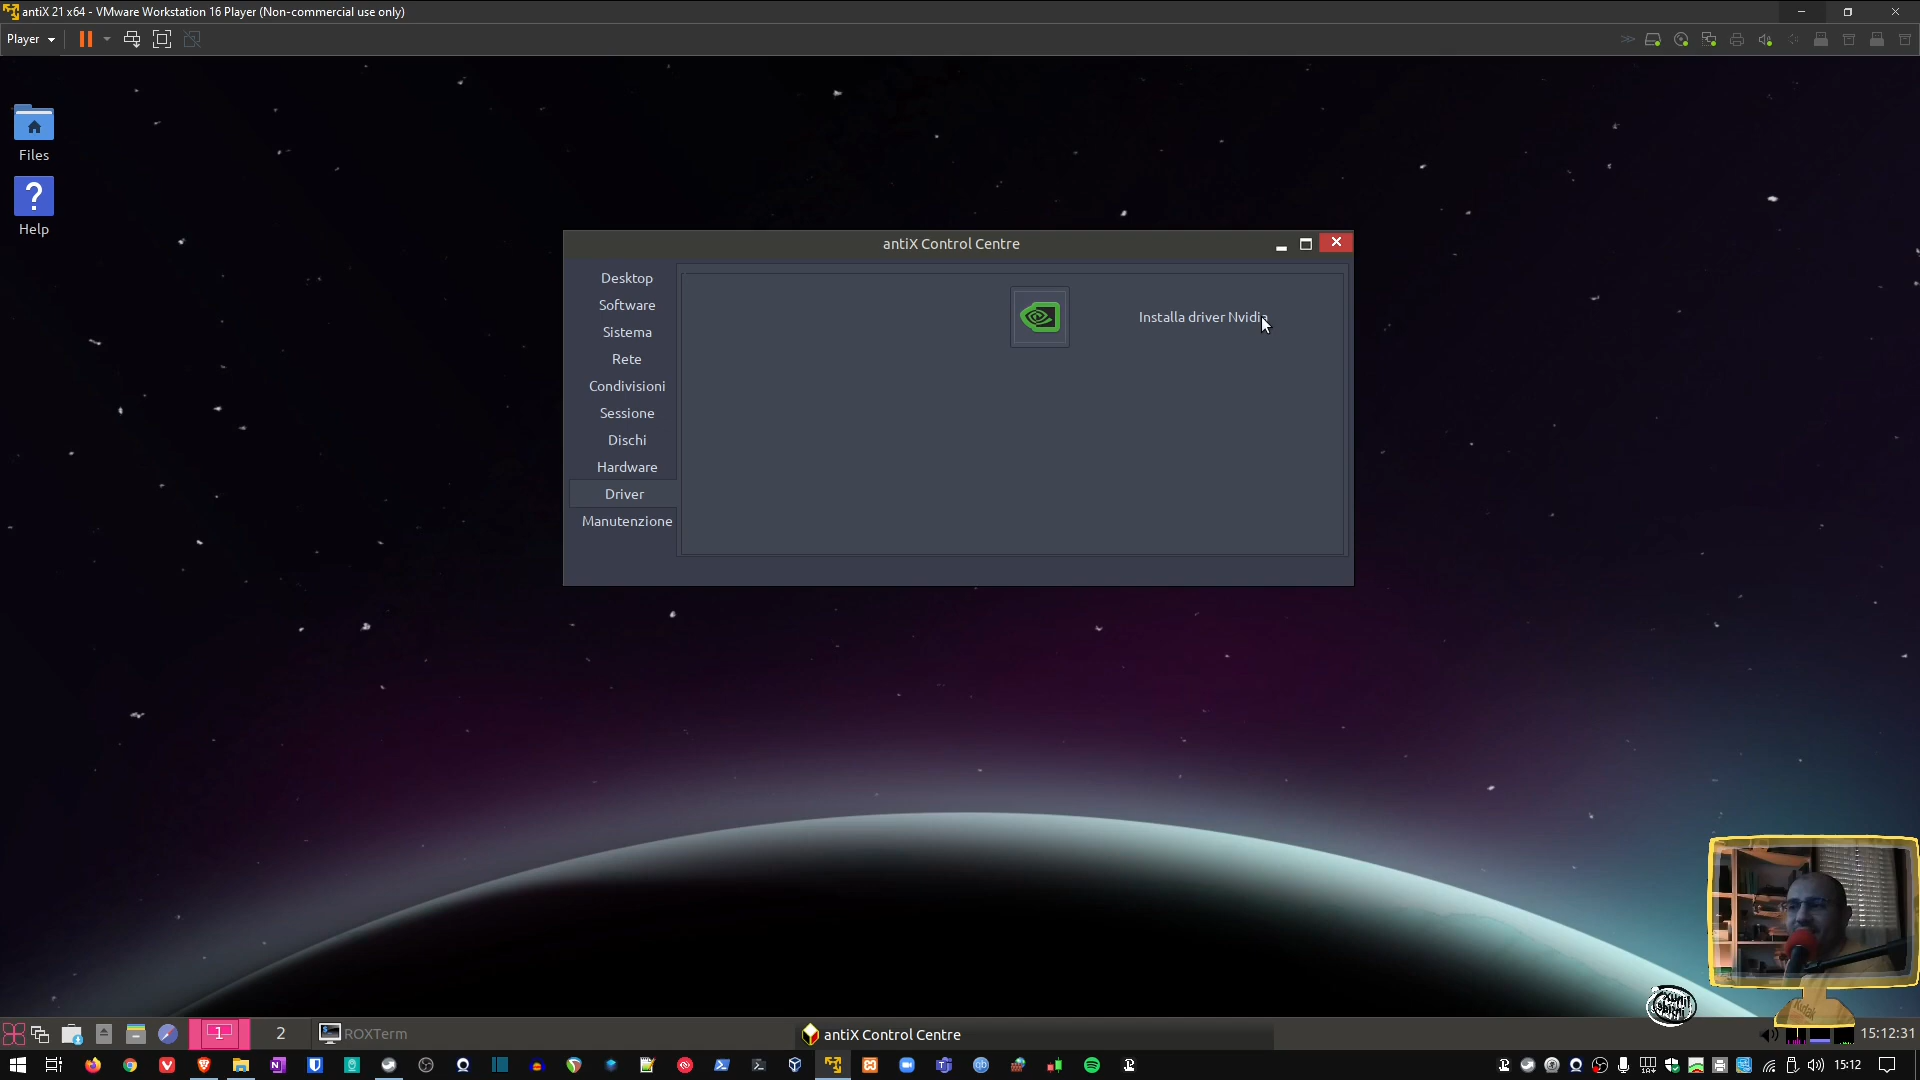 antiX 21 x64 - VMware Workstation 16 Player (Non-commercial use only)
Player
Files
?
Help
antiX Control Centre
Desktop
Software
Sistema
Rete
Condivisioni
Sessione
Dischi
Hardware
Driver
Manutenzione
Installa driver Nvidia
1
2
ROXTerm
antiX Control Centre
15:12:31
15:12